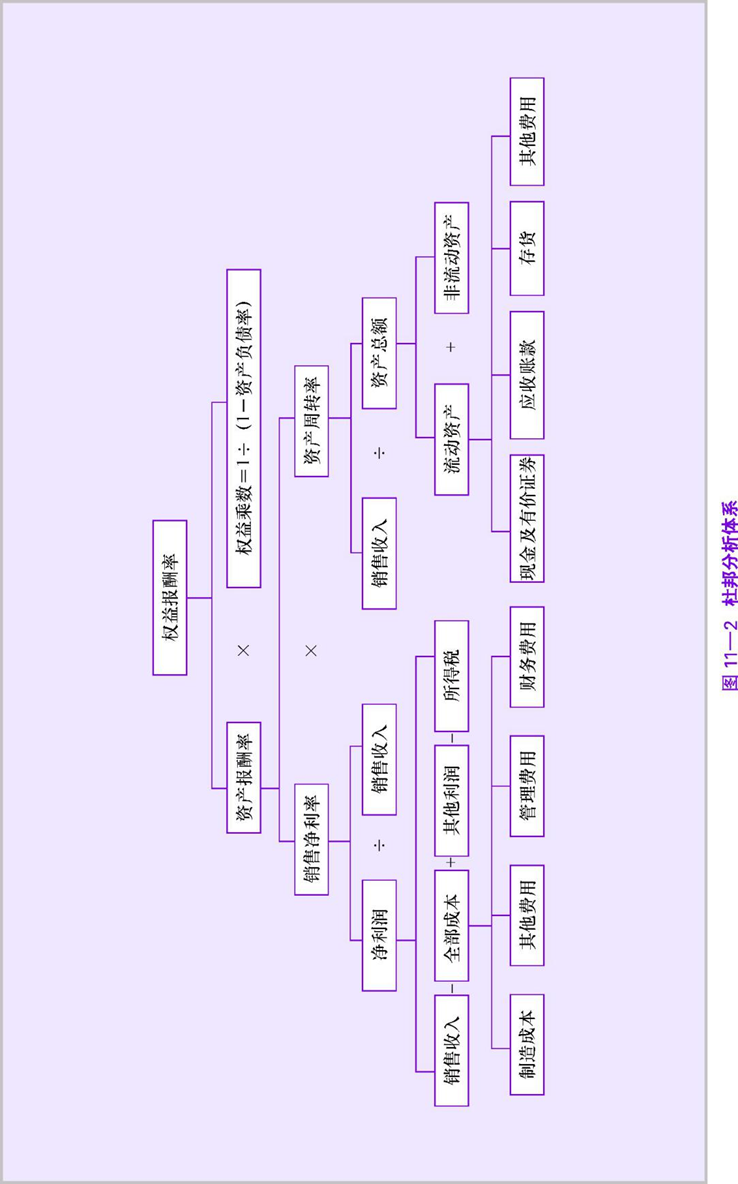 权益报酬率
资产报酬率 × 权益乘数=1÷（1-资产负债率）
销售净利率 × 资产周转率
净利润 ÷ 销售收入 销售收入 ÷ 资产总额
销售收入 - 全部成本 + 其他利润 - 所得税 流动资产 + 非流动资产
制造成本 其他费用 管理费用 财务费用 现金及有价证券 应收账款 存货 其他费用
图 11—2 杜邦分析体系